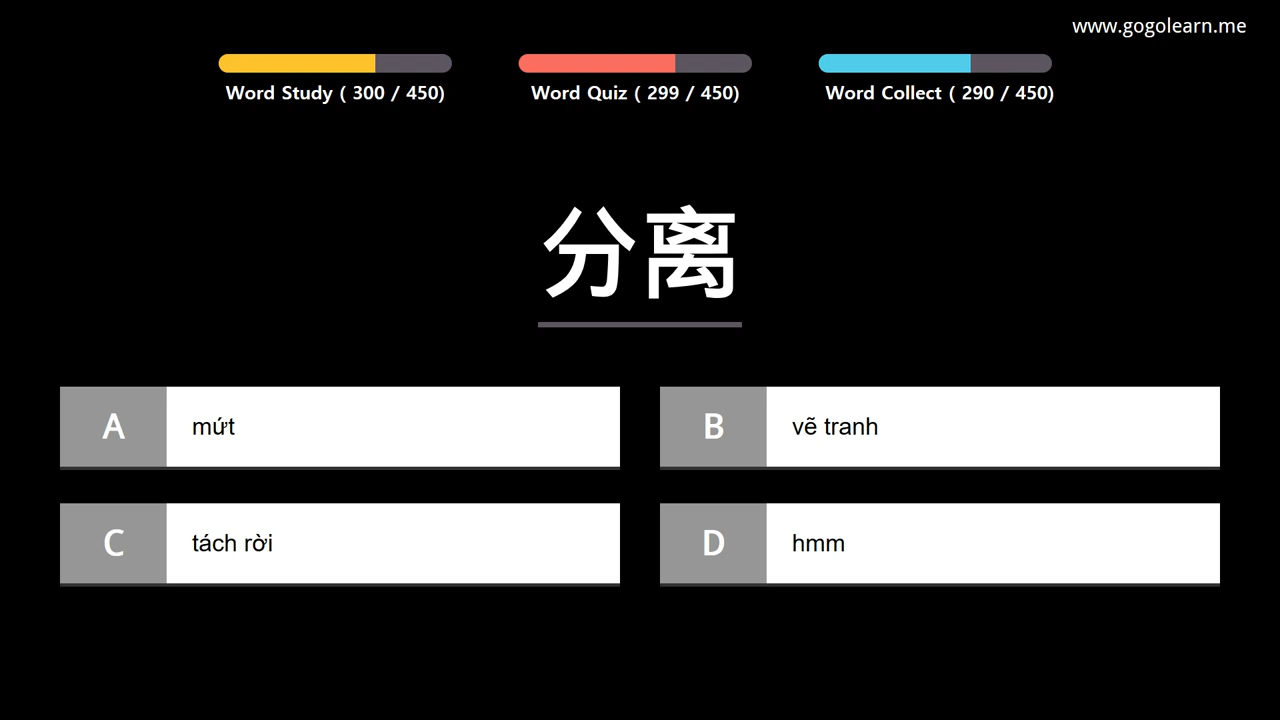 www.gogolearn.me
Word Study ( 300 / 450)
Word Quiz ( 299 / 450)
Word Collect ( 290 / 450)
分离
A
mứt
B
vẽ tranh
C
tách rời
D
hmm